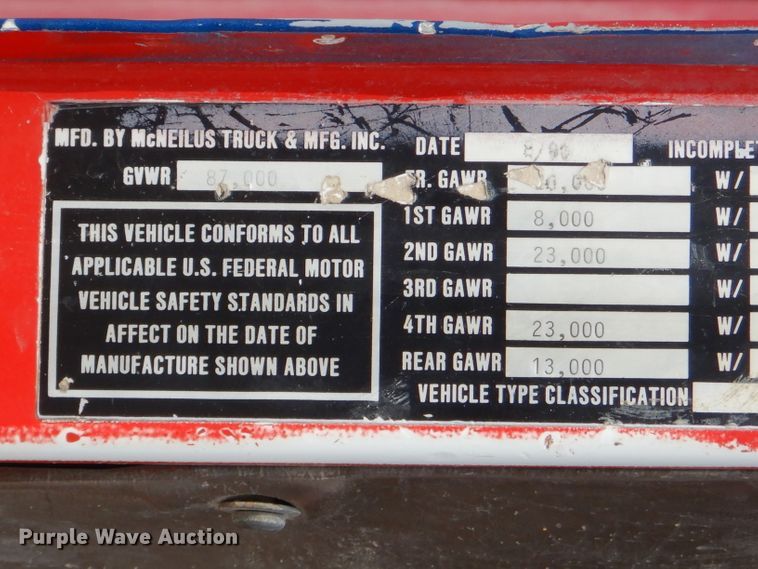 MFD. BY McNEILUS TRUCK & MFG. INC. DATE INCOMPLET
GVWR 87,000 FR. GAWR W/
1ST GAWR 8,000 W/
2ND GAWR 23,000 W/
3RD GAWR W/
4TH GAWR 23,000 W/
REAR GAWR 13,000 W/
VEHICLE TYPE CLASSIFICATION
THIS VEHICLE CONFORMS TO ALL
APPLICABLE U.S. FEDERAL MOTOR
VEHICLE SAFETY STANDARDS IN
AFFECT ON THE DATE OF
MANUFACTURE SHOWN ABOVE
Purple Wave Auction